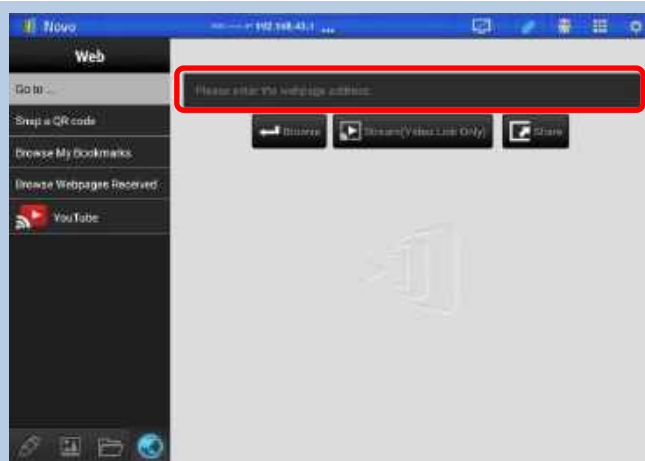 Novo
192.168.43.1
Web
Go to ...
Please enter the webpage address.
Snap a QR code
Browse
Stream(Video Link Only)
Share
Browse My Bookmarks
Browse Webpages Received
YouTube